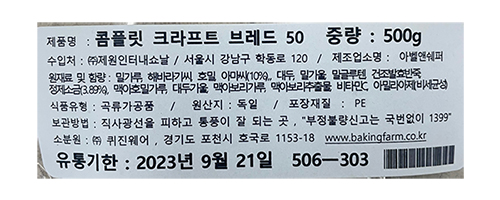 제품명 : 콤플릿 크라프트 브레드 50 중량 : 500g
수입처 : ㈜제원인터내쇼날 / 서울시 강남구 학동로 120 / 제조업소명 : 아벨앤쉐퍼
원재료 및 함량 : 밀가루, 해바라기씨, 호밀, 아마씨(10%), 대두, 밀기울, 밀글루텐, 건조발효반죽
정제소금(3.89%), 맥아호밀가루, 대두가울, 맥아보리가루, 맥아보리추출물, 비타민C, 아밀라아제(비세균성)
식품유형 : 곡류가공품 / 원산지 : 독일 / 포장재질 : PE
보관방법 : 직사광선을 피하고 통풍이 잘 되는 곳, "부정불량신고는 국번없이 1399"
소분원 : ㈜퀴진웨어, 경기도 포천시 호국로 1153-18 www.bakingfarm.co.kr
유통기한 : 2023년 9월 21일 506-303